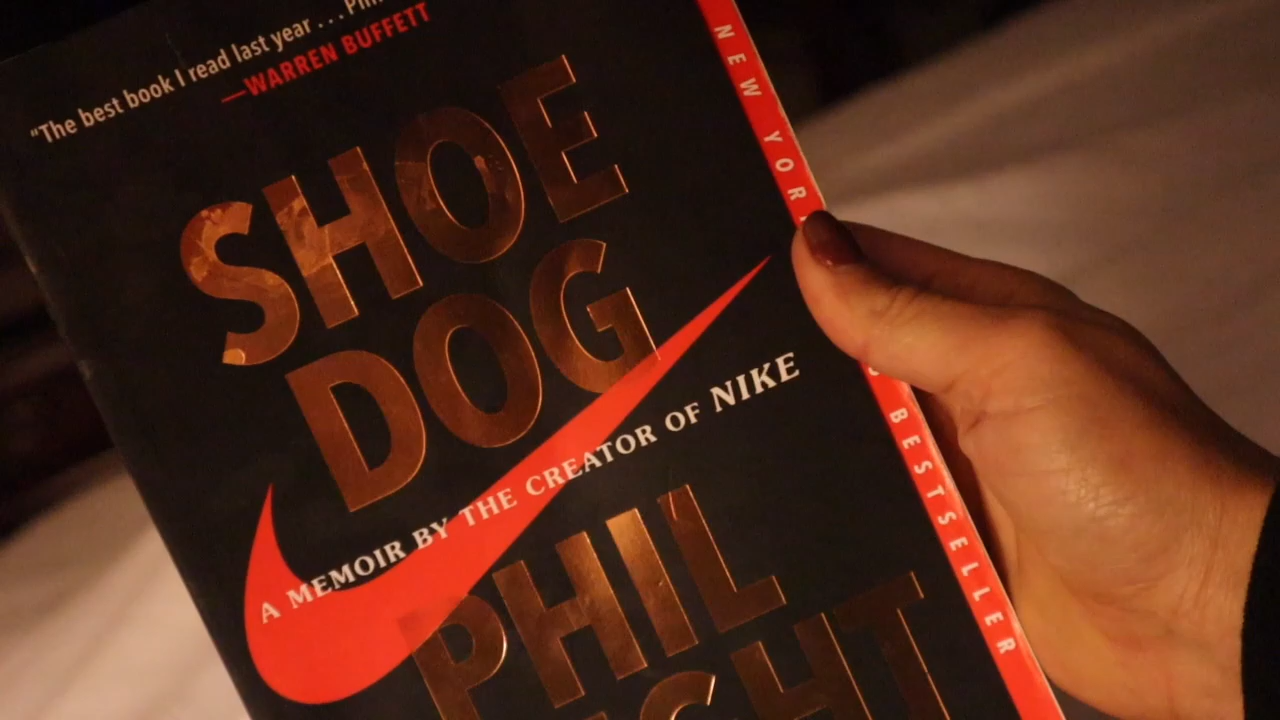 "The best book I read last year . . .
—WARREN BUFFETT
SHOE
DOG
A MEMOIR BY THE CREATOR OF NIKE
PHIL
NEW YOR
BESTSELLER